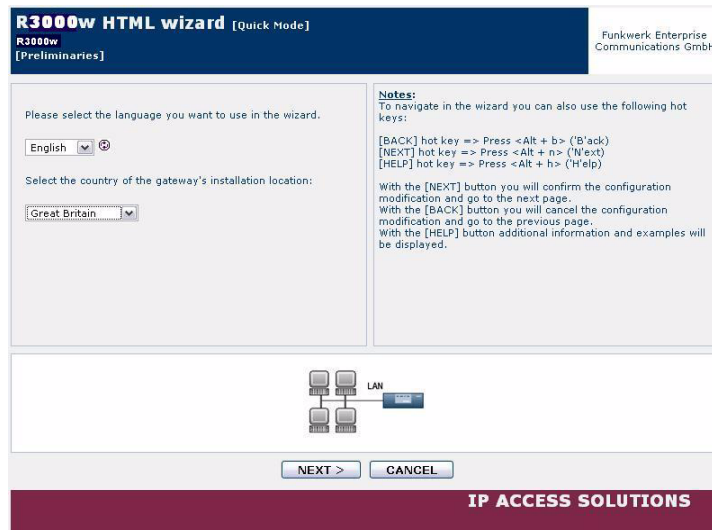 R3000w HTML wizard [Quick Mode]
R3000w
[Preliminaries]
Funkwerk Enterprise
Communications GmbH
Please select the language you want to use in the wizard.
English
Select the country of the gateway's installation location:
Great Britain
Notes:
To navigate in the wizard you can also use the following hot
keys:
[BACK] hot key => Press <Alt + b> ('B'ack)
[NEXT] hot key => Press <Alt + n> ('N'ext)
[HELP] hot key => Press <Alt + h> ('H'elp)
With the [NEXT] button you will confirm the configuration
modification and go to the next page.
With the [BACK] button you will cancel the configuration
modification and go to the previous page.
With the [HELP] button additional information and examples will
be displayed.
LAN
NEXT >
CANCEL
IP ACCESS SOLUTIONS